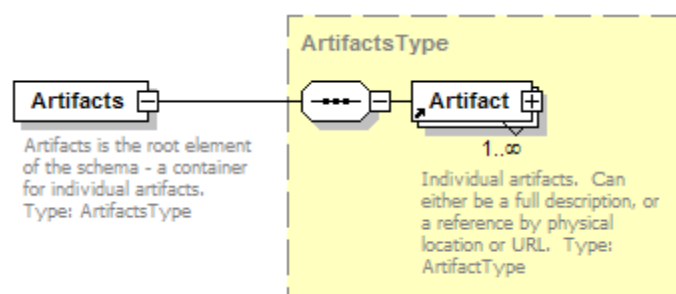 ArtifactsType
Artifacts
Artifact
1..∞
Artifacts is the root element
of the schema - a container
for individual artifacts.
Type: ArtifactsType
Individual artifacts.  Can
either be a full description, or
a reference by physical
location or URL.  Type:
ArtifactType